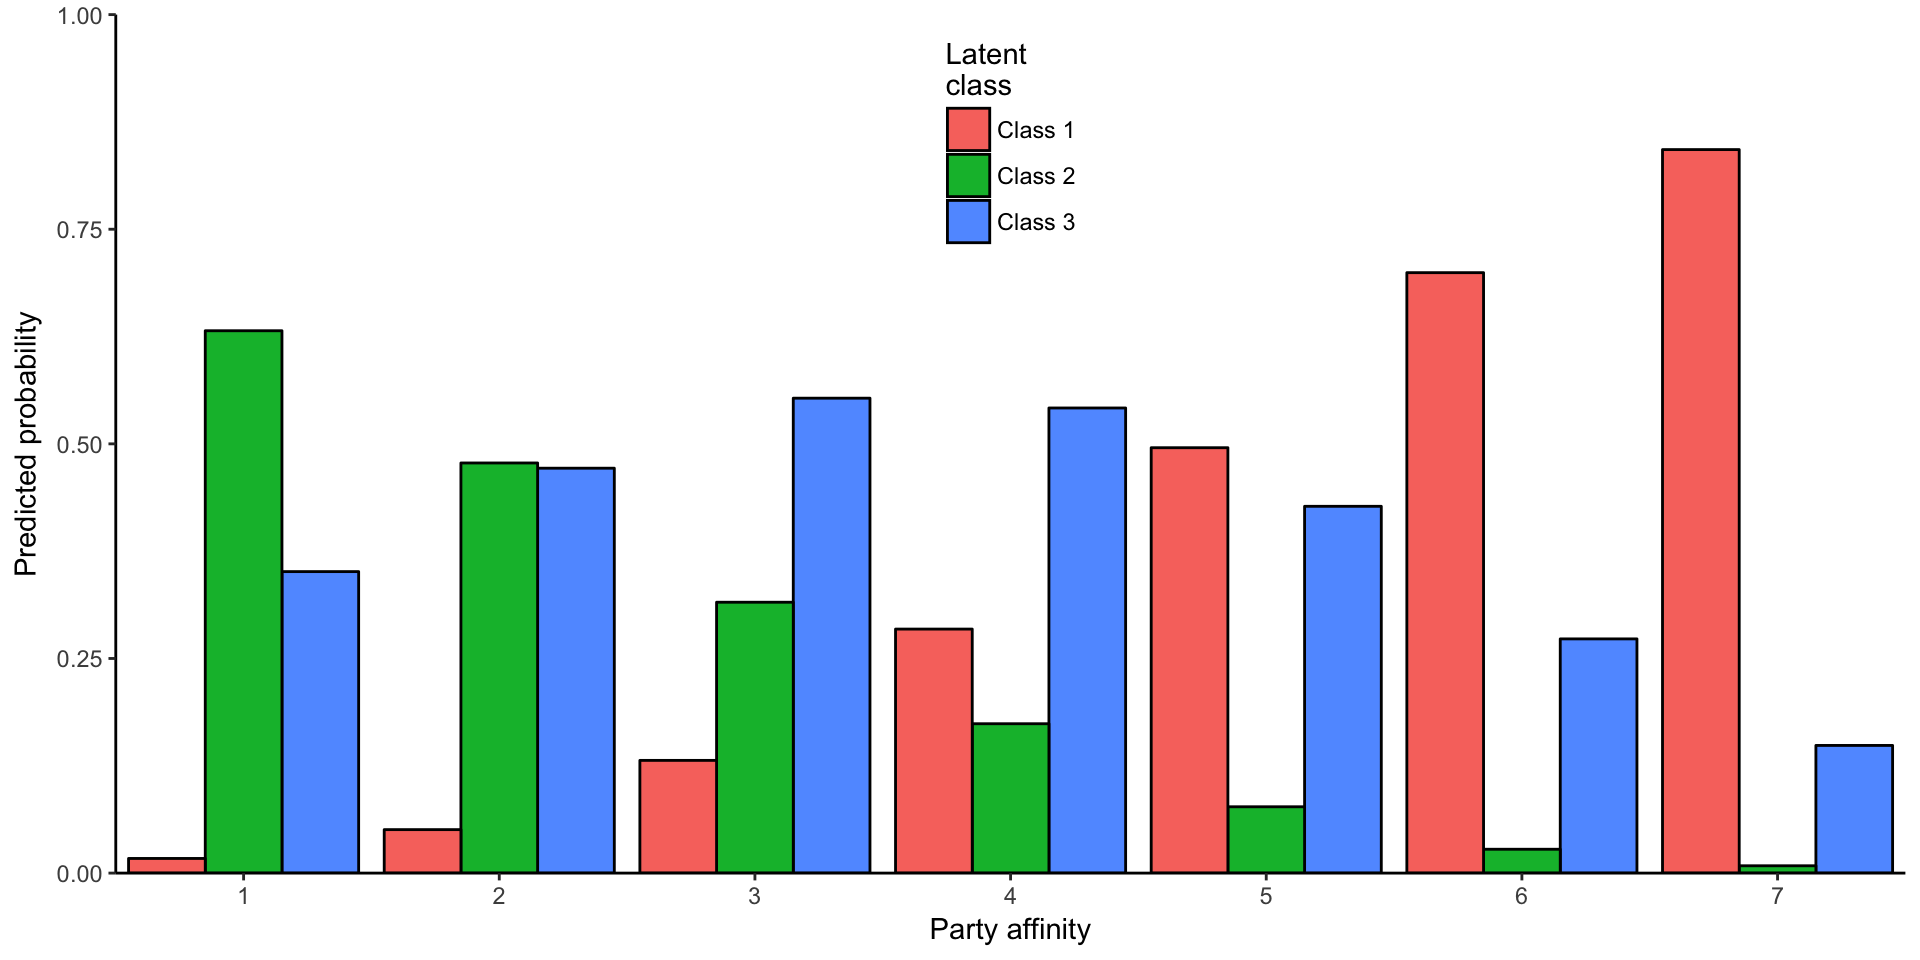 1.00
0.75
0.50
0.25
0.00
Predicted probability
Latent
class
Class 1
Class 2
Class 3
1 2 3 4 5 6 7
Party affinity